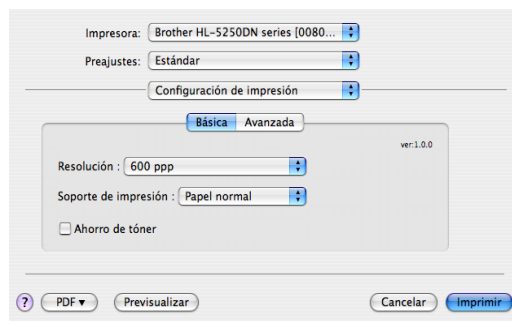 Impresora: Brother HL-5250DN series [0080...
Preajustes: Estándar
Configuración de impresión
Básica Avanzada
ver:1.0.0
Resolución : 600 ppp
Soporte de impresión : Papel normal
Ahorro de tóner
? PDF▼ Previsualizar Cancelar Imprimir